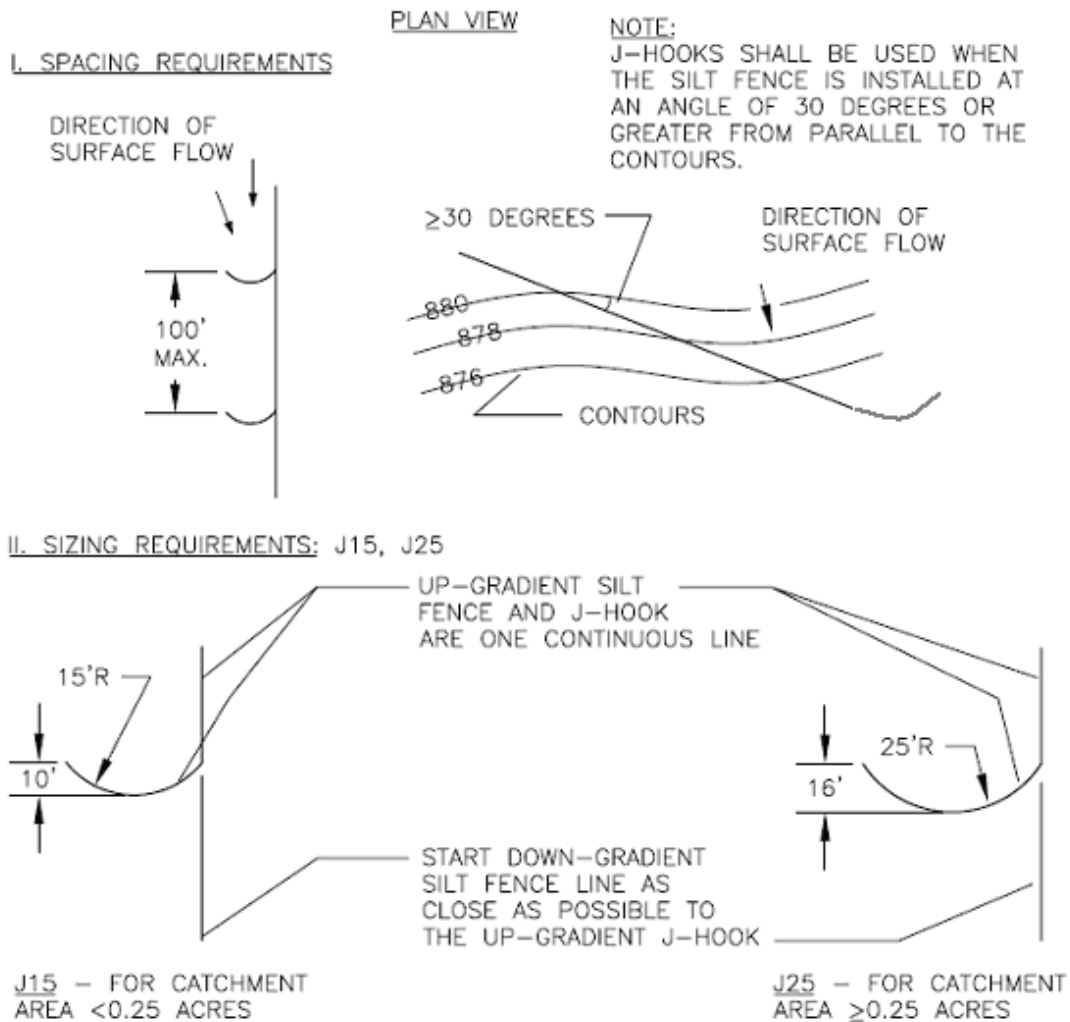 PLAN VIEW
NOTE:
J-HOOKS SHALL BE USED WHEN
THE SILT FENCE IS INSTALLED AT
AN ANGLE OF 30 DEGREES OR
GREATER FROM PARALLEL TO THE
CONTOURS.
I. SPACING REQUIREMENTS
DIRECTION OF
SURFACE FLOW
100'
MAX.
≥30 DEGREES
DIRECTION OF
SURFACE FLOW
880
878
876
CONTOURS
II. SIZING REQUIREMENTS: J15, J25
UP-GRADIENT SILT
FENCE AND J-HOOK
ARE ONE CONTINUOUS LINE
15'R
10'
25'R
16'
START DOWN-GRADIENT
SILT FENCE LINE AS
CLOSE AS POSSIBLE TO
THE UP-GRADIENT J-HOOK
J15 - FOR CATCHMENT
AREA <0.25 ACRES
J25 - FOR CATCHMENT
AREA ≥0.25 ACRES